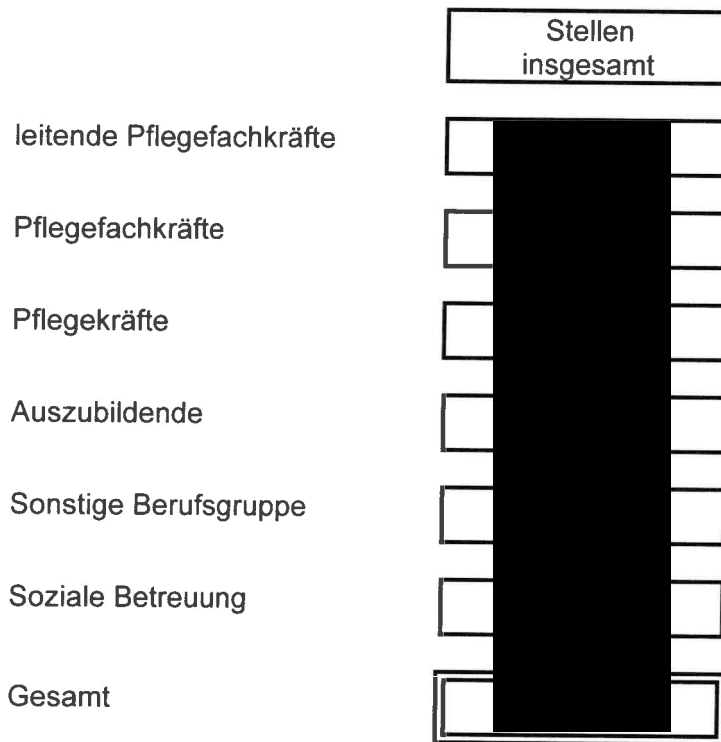 Stellen
insgesamt
leitende Pflegefachkräfte
Pflegefachkräfte
Pflegekräfte
Auszubildende
Sonstige Berufsgruppe
Soziale Betreuung
Gesamt